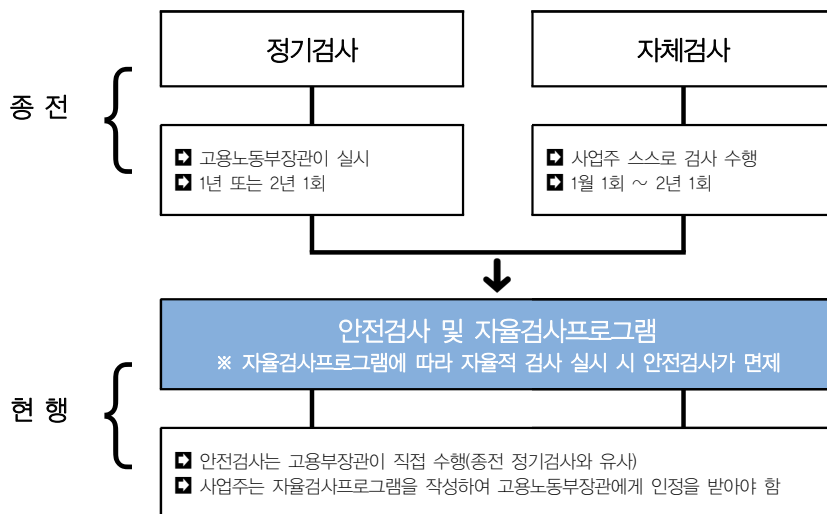 정기검사
자체검사
종 전
➡ 고용노동부장관이 실시
➡ 1년 또는 2년 1회
➡ 사업주 스스로 검사 수행
➡ 1월 1회 ～ 2년 1회
안전검사 및 자율검사프로그램
※ 자율검사프로그램에 따라 자율적 검사 실시 시 안전검사가 면제
현 행
➡ 안전검사는 고용부장관이 직접 수행(종전 정기검사와 유사)
➡ 사업주는 자율검사프로그램을 작성하여 고용노동부장관에게 인정을 받아야 함